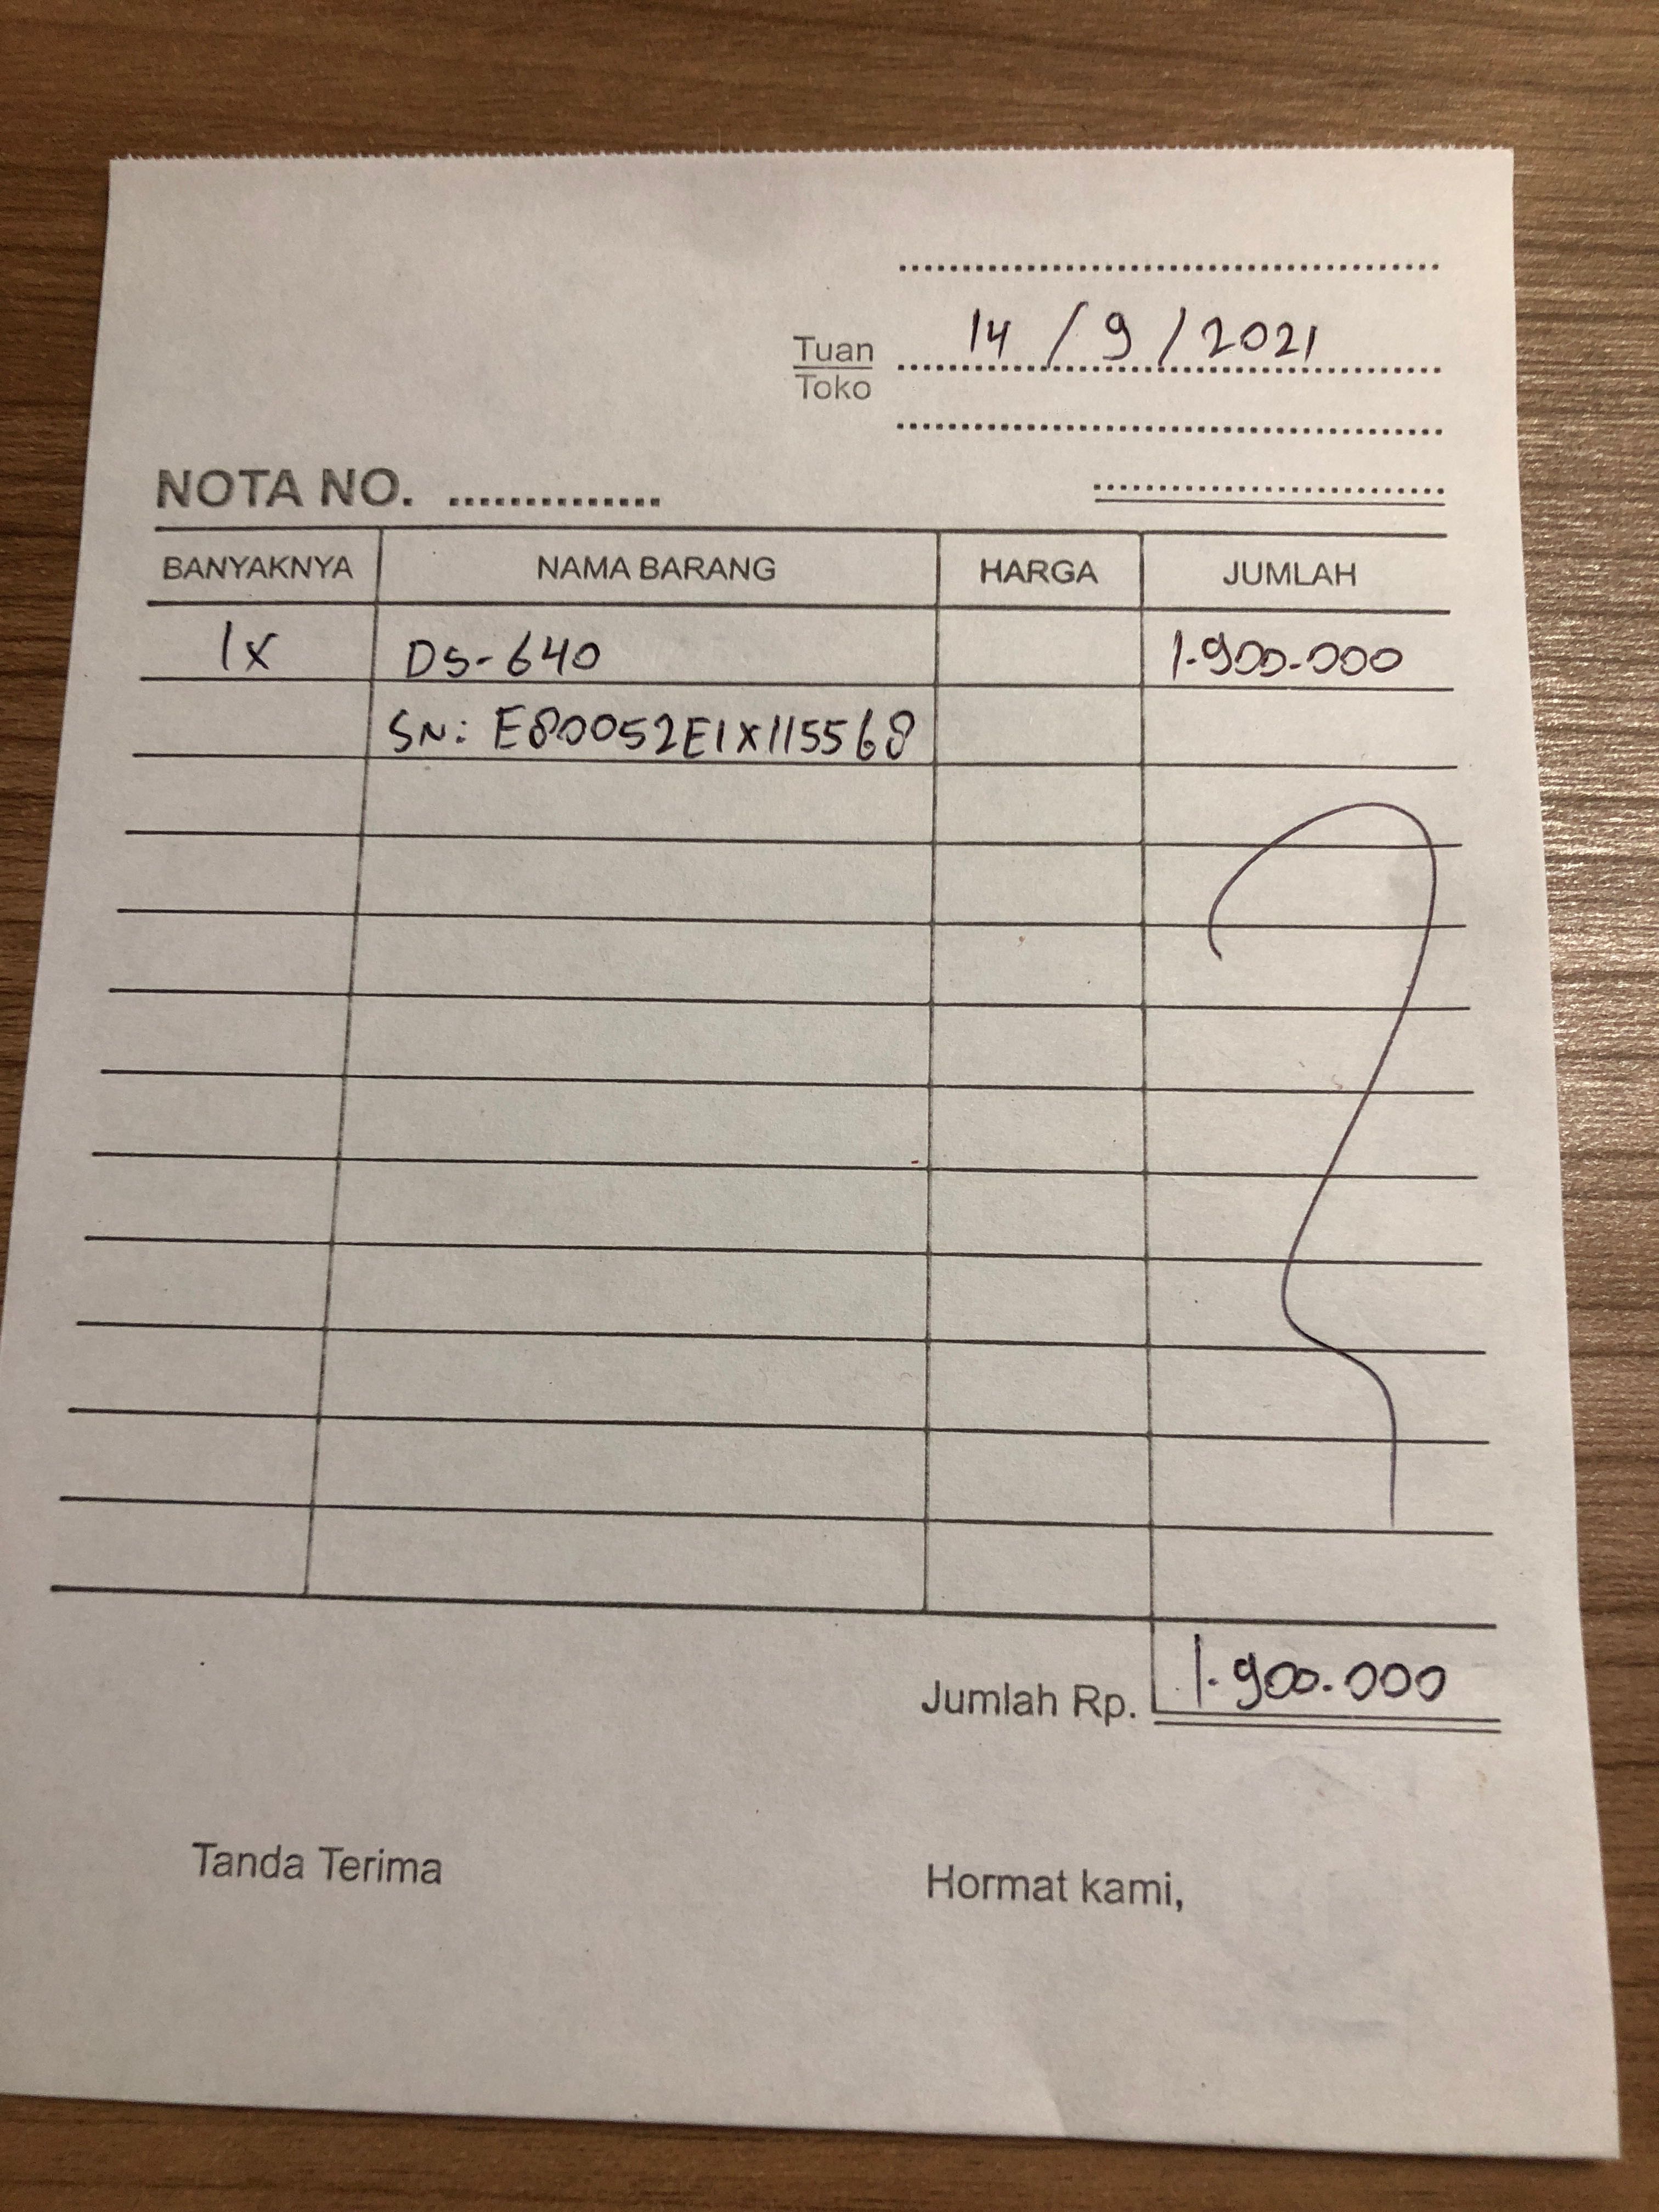 14 / 9 / 2021
Tuan
Toko
NOTA NO.
BANYAKNYA NAMA BARANG HARGA JUMLAH
1x DS-640 1.900.000
SN: E80052E1X115568
Jumlah Rp. 1.900.000
Tanda Terima Hormat kami,